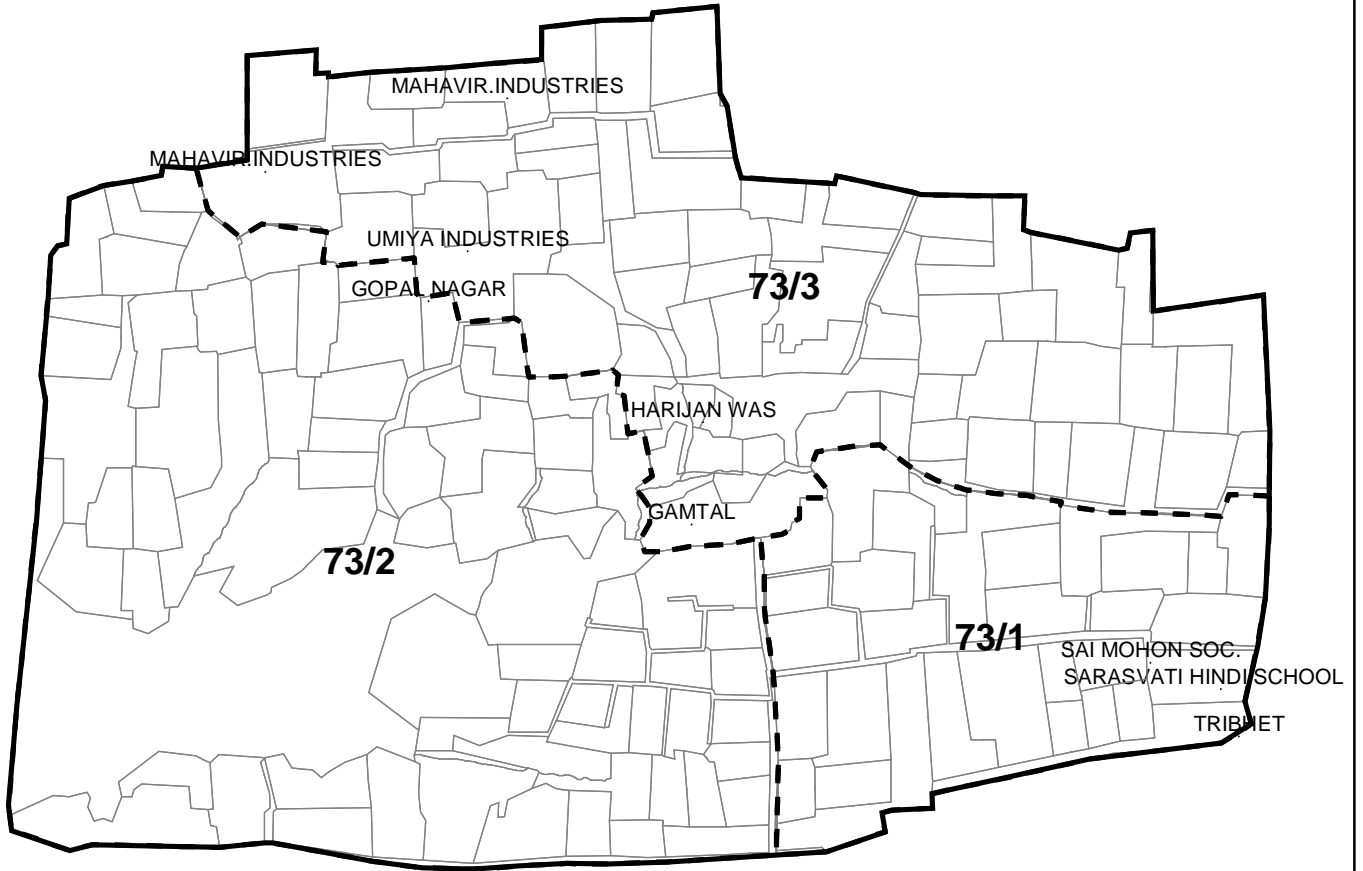 MAHAVIR.INDUSTRIES
MAHAVIR.INDUSTRIES
UMIYA INDUSTRIES
GOPAL NAGAR
73/3
HARIJAN WAS
GAMTAL
73/2
73/1
SAI MOHON SOC.
SARASVATI HINDI SCHOOL
TRIBHET